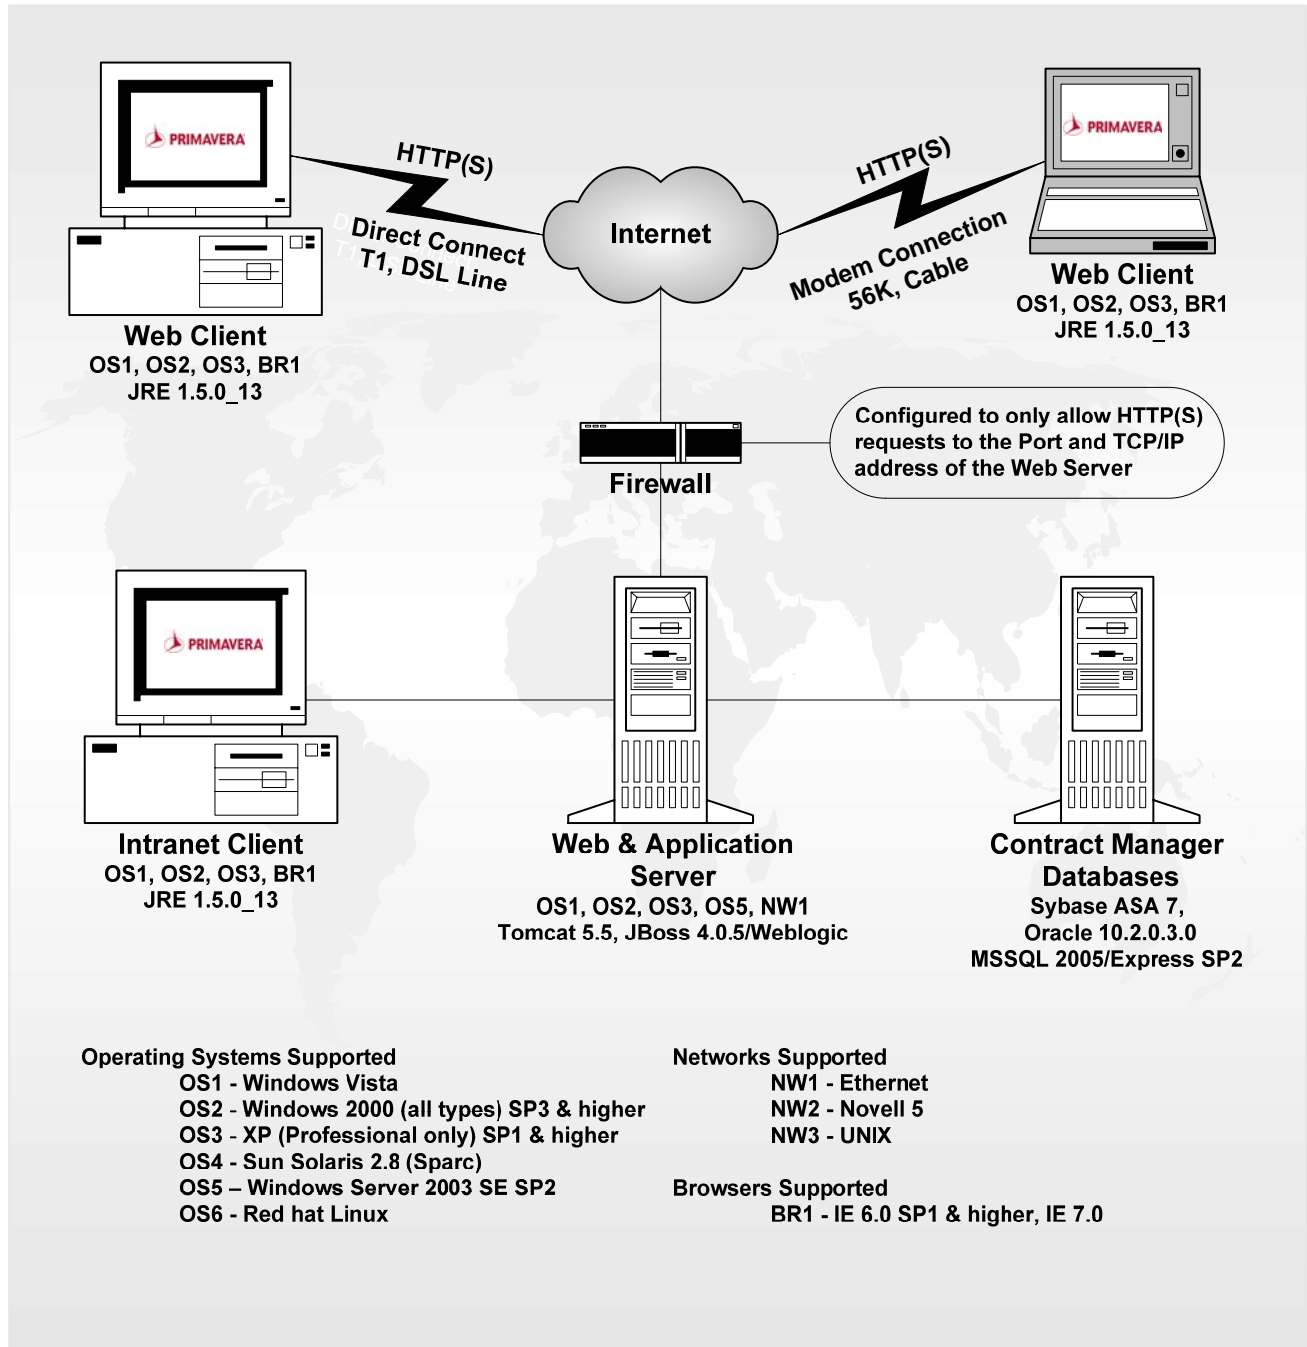 PRIMAVERA
HTTP(S)
Direct Connect
T1, DSL Line
Internet
HTTP(S)
Modem Connection
56K, Cable
PRIMAVERA
Web Client
OS1, OS2, OS3, BR1
JRE 1.5.0_13
Web Client
OS1, OS2, OS3, BR1
JRE 1.5.0_13
Firewall
Configured to only allow HTTP(S)
requests to the Port and TCP/IP
address of the Web Server
PRIMAVERA
Intranet Client
OS1, OS2, OS3, BR1
JRE 1.5.0_13
Web & Application
Server
OS1, OS2, OS3, OS5, NW1
Tomcat 5.5, JBoss 4.0.5/Weblogic
Contract Manager
Databases
Sybase ASA 7,
Oracle 10.2.0.3.0
MSSQL 2005/Express SP2
Operating Systems Supported
OS1 - Windows Vista
OS2 - Windows 2000 (all types) SP3 & higher
OS3 - XP (Professional only) SP1 & higher
OS4 - Sun Solaris 2.8 (Sparc)
OS5 – Windows Server 2003 SE SP2
OS6 - Red hat Linux
Networks Supported
NW1 - Ethernet
NW2 - Novell 5
NW3 - UNIX
Browsers Supported
BR1 - IE 6.0 SP1 & higher, IE 7.0